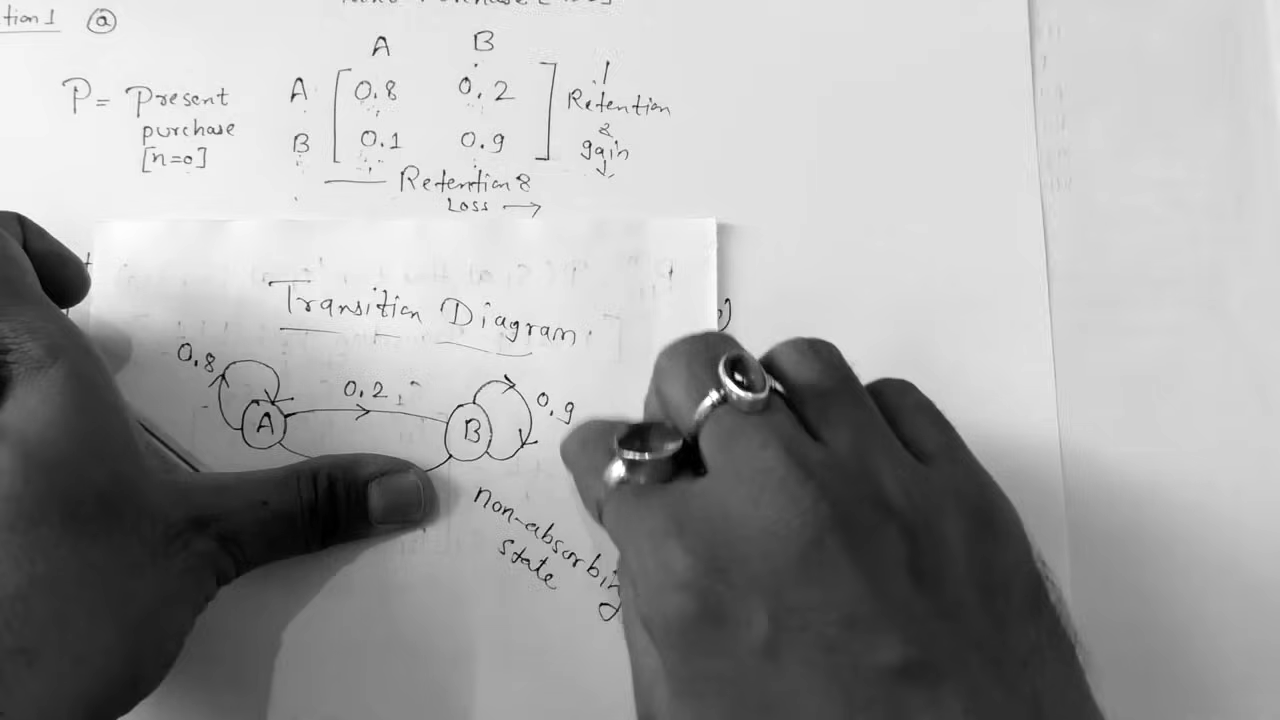 tion 1 (a)
A B
P = Present A [ 0.8 0.2 ] Retention
purchase B 0.1 0.9 &
[n=0] gain
Retention &
Loss →
Transition Diagram
0.8 0.2 0.9
A B
non-absorbing
state